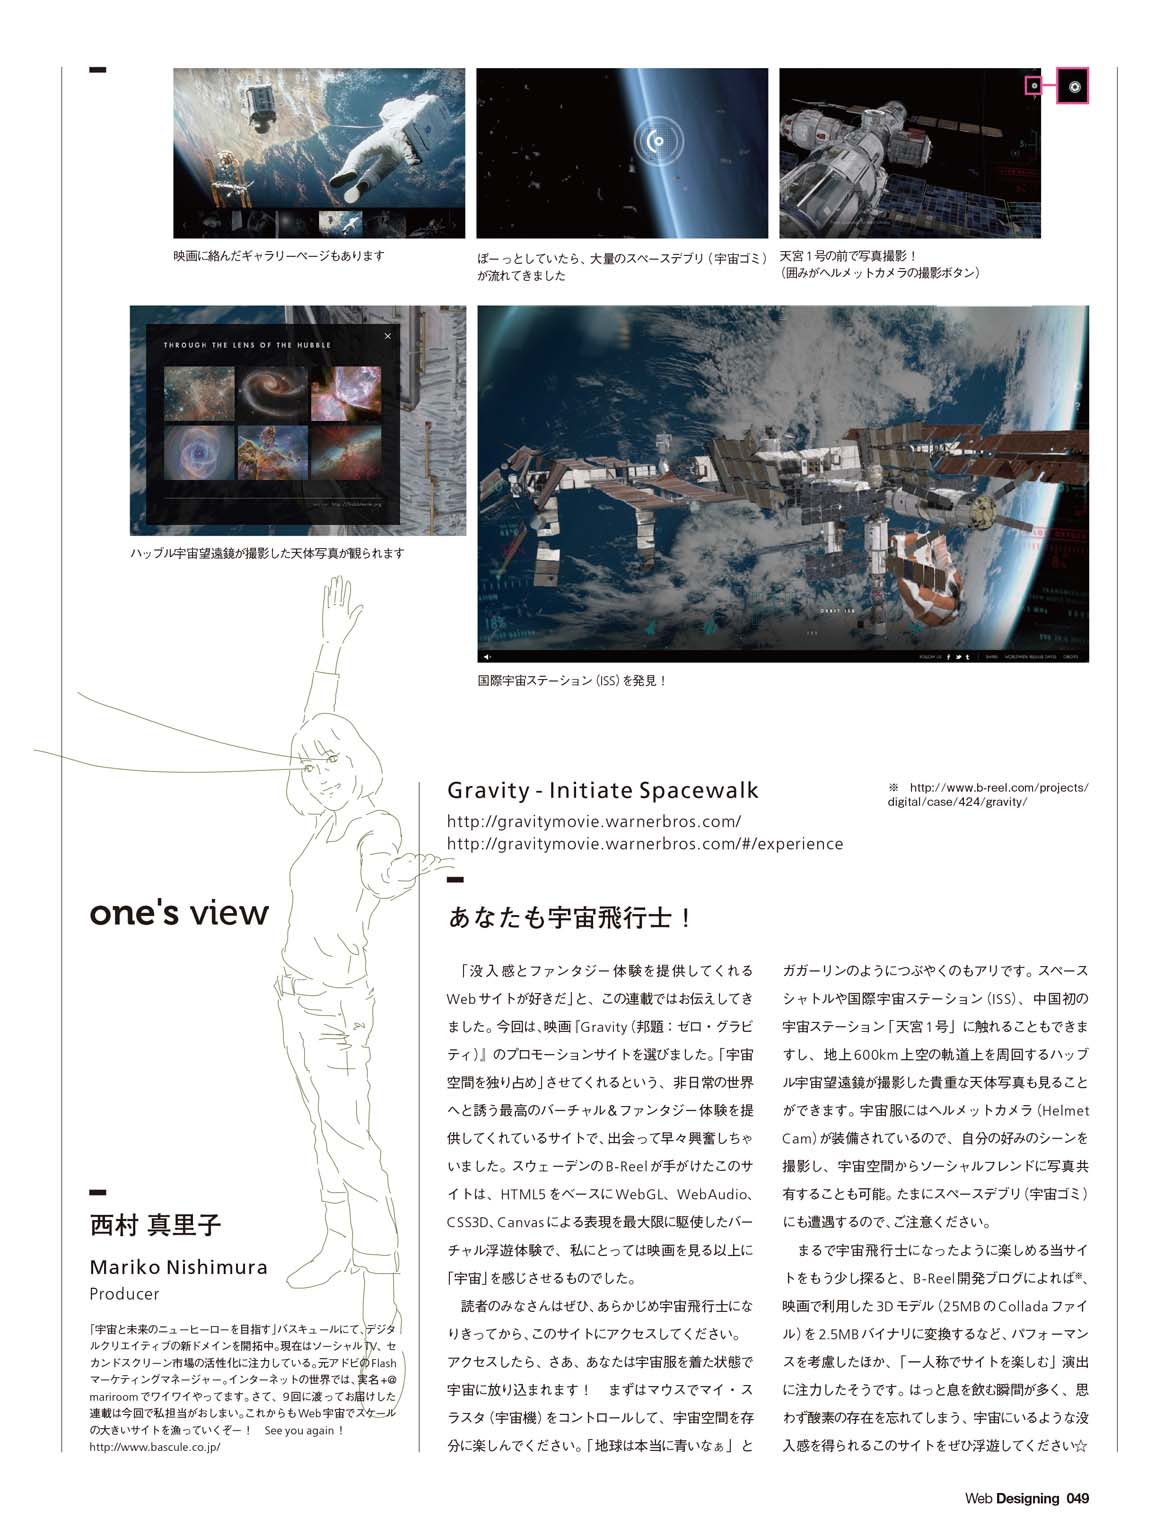 映画に絡んだギャラリーページもあります
ぼーっとしていたら、大量のスペースデブリ(宇宙ゴミ)
が流れてきました
天宮1号の前で写真撮影!
(囲みがヘルメットカメラの撮影ボタン)
THROUGH THE LENS OF THE HUBBLE
ハッブル宇宙望遠鏡が撮影した天体写真が観られます
18%
ORBIT ISS
ISS
FOLLOW US
国際宇宙ステーション(ISS)を発見!
Gravity - Initiate Spacewalk
http://gravitymovie.warnerbros.com/
http://gravitymovie.warnerbros.com/#/experience
※ http://www.b-reel.com/projects/
digital/case/424/gravity/
one's view
あなたも宇宙飛行士!
「没入感とファンタジー体験を提供してくれる
Webサイトが好きだ」と、この連載ではお伝えしてき
ました。今回は、映画『Gravity(邦題:ゼロ・グラビ
ティ)』のプロモーションサイトを選びました。「宇宙
空間を独り占め」させてくれるという、非日常の世界
へと誘う最高のバーチャル&ファンタジー体験を提
供してくれているサイトで、出会って早々興奮しちゃ
いました。スウェーデンのB-Reelが手がけたこのサ
イトは、HTML5をベースにWebGL、WebAudio、
CSS3D、Canvasによる表現を最大限に駆使したバー
チャル浮遊体験で、私にとっては映画を見る以上に
「宇宙」を感じさせるものでした。
読者のみなさんはぜひ、あらかじめ宇宙飛行士にな
りきってから、このサイトにアクセスしてください。
アクセスしたら、さあ、あなたは宇宙服を着た状態で
宇宙に放り込まれます! まずはマウスでマイ・ス
ラスタ(宇宙機)をコントロールして、宇宙空間を存
分に楽しんでください。「地球は本当に青いなぁ」と
ガガーリンのようにつぶやくのもアリです。スペース
シャトルや国際宇宙ステーション(ISS)、中国初の
宇宙ステーション「天宮1号」に触れることもできま
すし、地上600km上空の軌道上を周回するハッブ
ル宇宙望遠鏡が撮影した貴重な天体写真も見ること
ができます。宇宙服にはヘルメットカメラ(Helmet
Cam)が装備されているので、自分の好みのシーンを
撮影し、宇宙空間からソーシャルフレンドに写真共
有することも可能。たまにスペースデブリ(宇宙ゴミ)
にも遭遇するので、ご注意ください。
まるで宇宙飛行士になったように楽しめる当サイ
トをもう少し探ると、B-Reel開発ブログによれば※、
映画で利用した3Dモデル(25MBのColladaファイ
ル)を2.5MBバイナリに変換するなど、パフォーマン
スを考慮したほか、「一人称でサイトを楽しむ」演出
に注力したそうです。はっと息を飲む瞬間が多く、思
わず酸素の存在を忘れてしまう、宇宙にいるような没
入感を得られるこのサイトをぜひ浮遊してください☆
西村 真里子
Mariko Nishimura
Producer
「宇宙と未来のニューヒーローを目指す」バスキュールにて、デジタ
ルクリエイティブの新ドメインを開拓中。現在はソーシャルTV、セ
カンドスクリーン市場の活性化に注力している。元アドビのFlash
マーケティングマネージャー。インターネットの世界では、実名+@
mariroomでワイワイやってます。さて、9回に渡ってお届けした
連載は今回で私担当がおしまい。これからもWeb宇宙でスケール
の大きいサイトを漁っていくぞー! See you again!
http://www.bascule.co.jp/
Web Designing 049